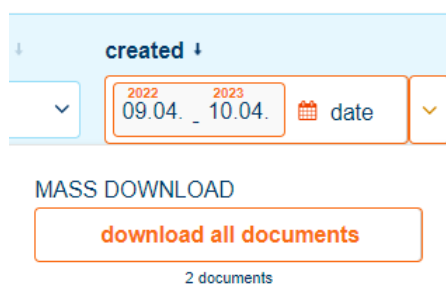 created ↓
2022 2023
09.04. - 10.04. date
MASS DOWNLOAD
download all documents
2 documents